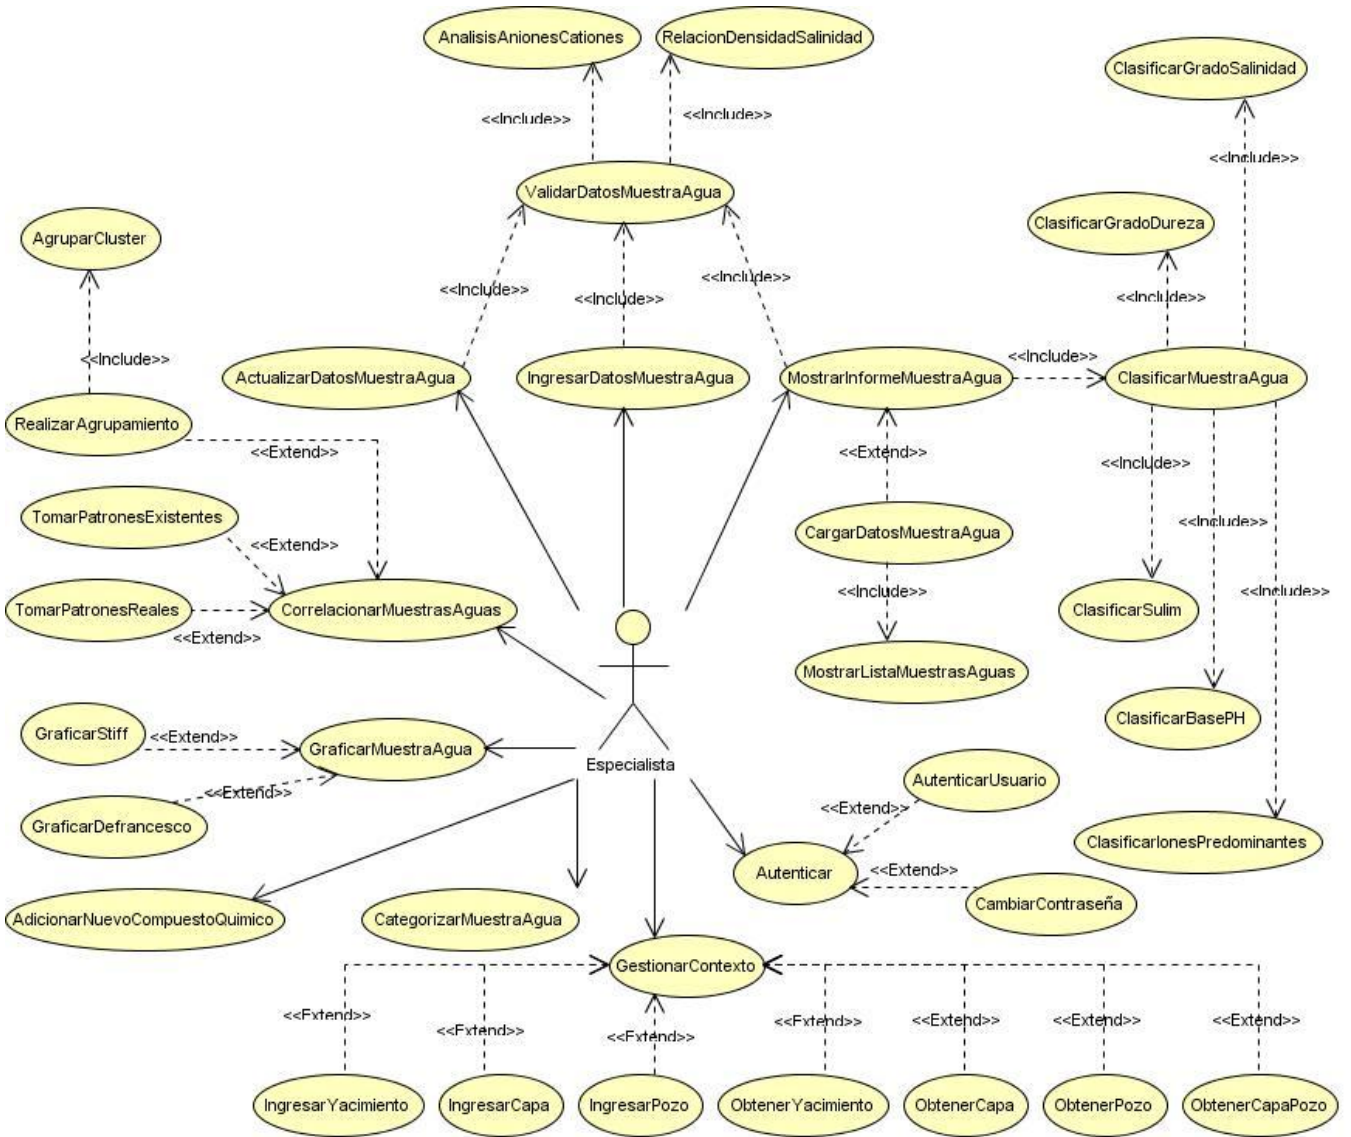 AnalisisAnionesCationes
RelacionDensidadSalinidad
ClasificarGradoSalinidad
<<Include>>
<<Include>>
<<Include>>
ValidarDatosMuestraAgua
ClasificarGradoDureza
AgruparCluster
<<Include>>
<<Include>>
<<Include>>
<<Include>>
<<Include>>
<<Include>>
ActualizarDatosMuestraAgua
IngresarDatosMuestraAgua
MostrarInformeMuestraAgua
ClasificarMuestraAgua
RealizarAgrupamiento
<<Extend>>
<<Extend>>
<<Include>>
TomarPatronesExistentes
<<Extend>>
CargarDatosMuestraAgua
<<Include>>
<<Include>>
<<Include>>
TomarPatronesReales
CorrelacionarMuestrasAguas
ClasificarSulim
<<Extend>>
MostrarListaMuestrasAguas
ClasificarBasePH
GraficarStiff
<<Extend>>
GraficarMuestraAgua
Especialista
AutenticarUsuario
<<Extend>>
<<Extend>>
GraficarDefrancesco
ClasificarIonesPredominantes
Autenticar
<<Extend>>
CambiarContraseña
AdicionarNuevoCompuestoQuimico
CategorizarMuestraAgua
GestionarContexto
<<Extend>>
<<Extend>>
<<Extend>>
<<Extend>>
<<Extend>>
<<Extend>>
<<Extend>>
IngresarYacimiento
IngresarCapa
IngresarPozo
ObtenerYacimiento
ObtenerCapa
ObtenerPozo
ObtenerCapaPozo
<<Include>>